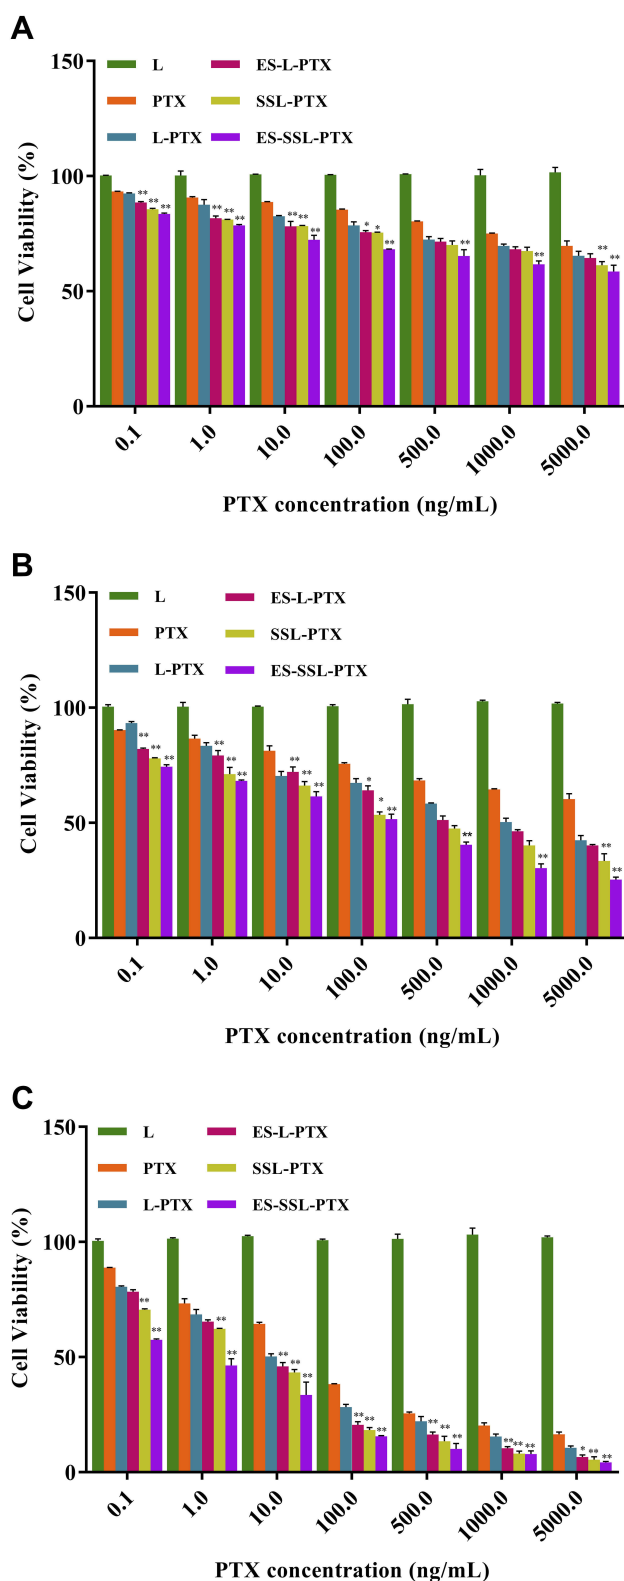 A
150
100
50
0
Cell Viability (%)
L
ES-L-PTX
PTX
SSL-PTX
L-PTX
ES-SSL-PTX
** ** **
** ** **
** ** **
* * **
**
**
** **
0.1 1.0 10.0 100.0 500.0 1000.0 5000.0
PTX concentration (ng/mL)
B
150
100
50
0
Cell Viability (%)
L
ES-L-PTX
PTX
SSL-PTX
L-PTX
ES-SSL-PTX
** ** **
** ** **
** ** **
* * **
**
**
** **
0.1 1.0 10.0 100.0 500.0 1000.0 5000.0
PTX concentration (ng/mL)
C
150
100
50
0
Cell Viability (%)
L
ES-L-PTX
PTX
SSL-PTX
L-PTX
ES-SSL-PTX
** **
** **
** ** **
** ** **
** ** **
** ** **
* ** **
0.1 1.0 10.0 100.0 500.0 1000.0 5000.0
PTX concentration (ng/mL)